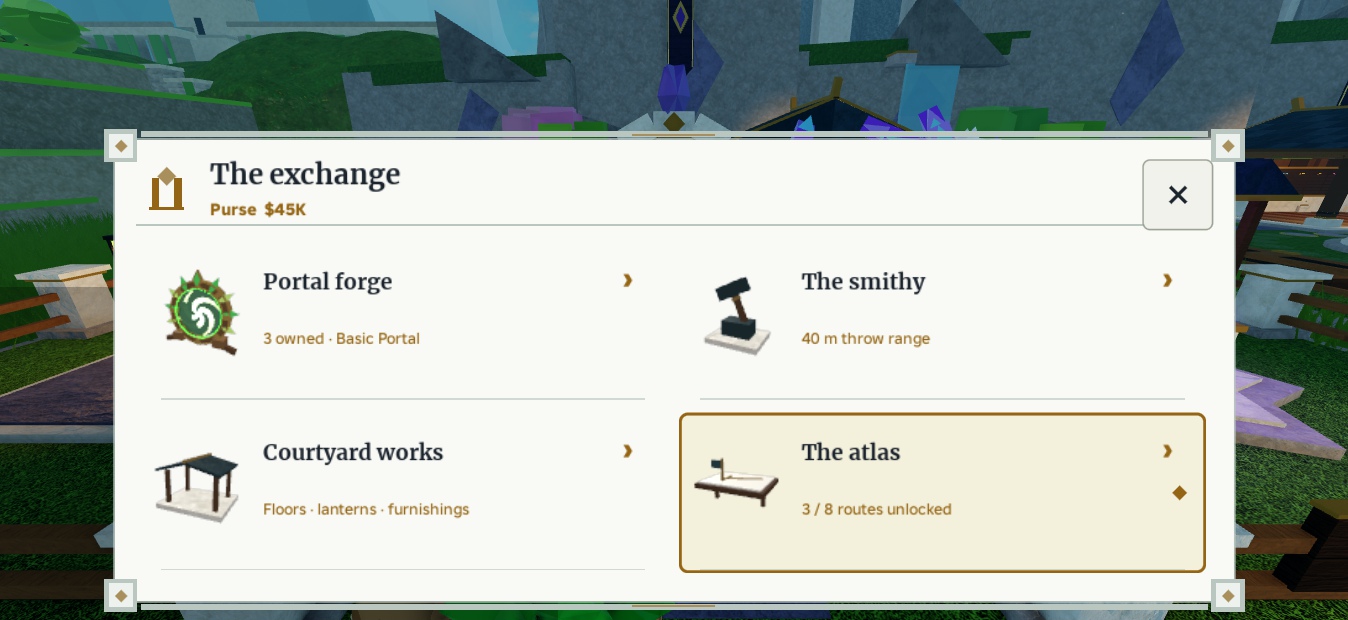 The exchange
Purse $45K
Portal forge
3 owned · Basic Portal
The smithy
40 m throw range
Courtyard works
Floors · lanterns · furnishings
The atlas
3 / 8 routes unlocked